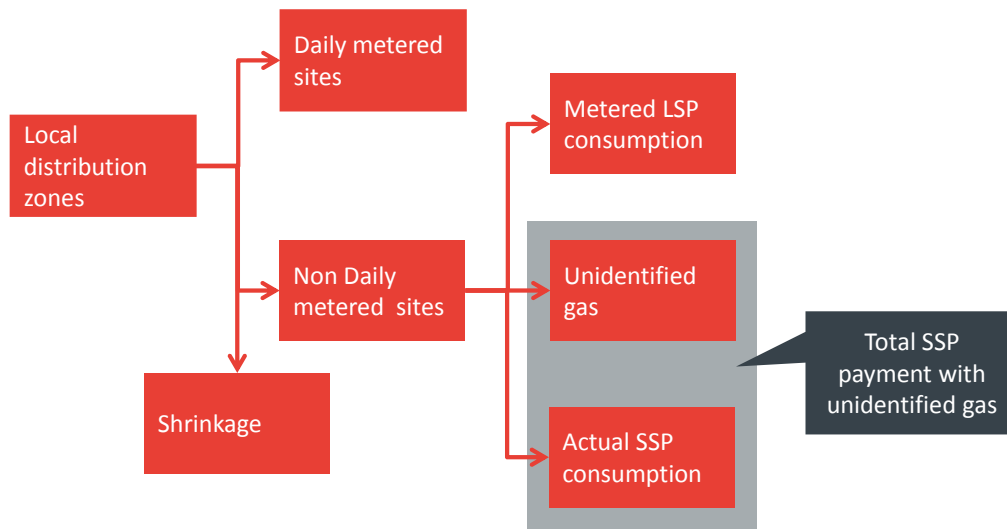 Daily metered
sites
Local
distribution
zones
Metered LSP
consumption
Non Daily
metered sites
Unidentified
gas
Total SSP
payment with
unidentified gas
Shrinkage
Actual SSP
consumption